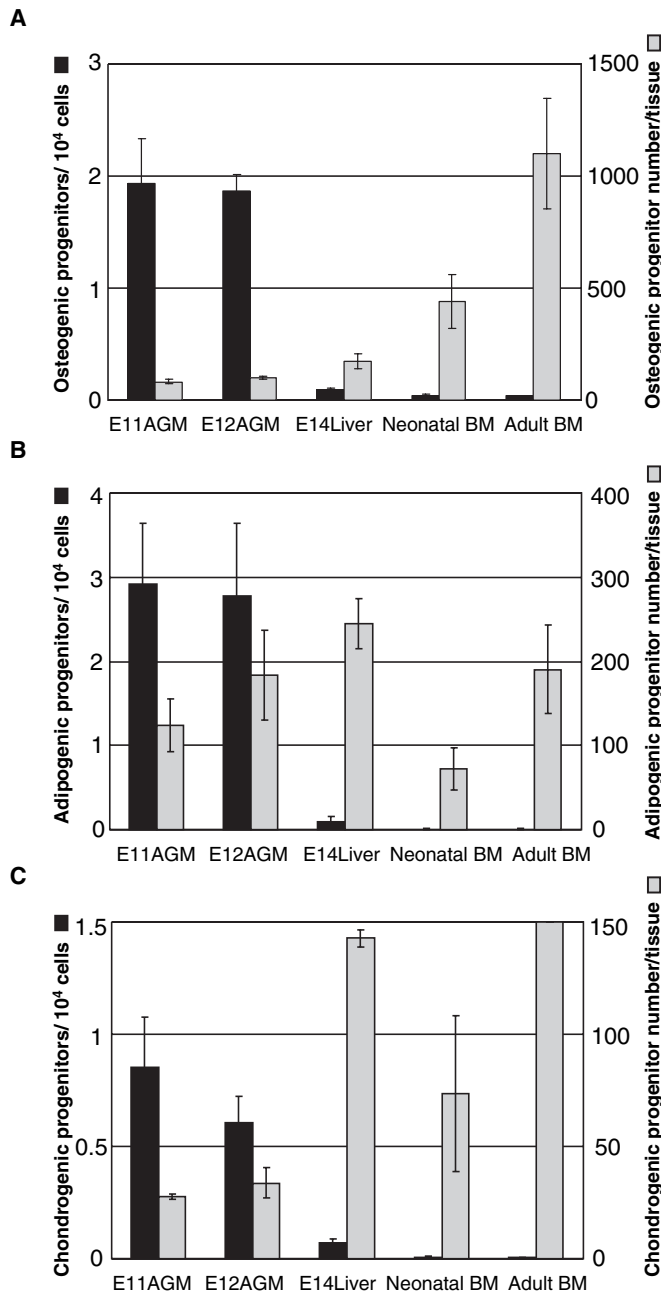 A
Osteogenic progenitors/ 10⁴ cells
3
2
1
0
1500
1000
500
0
Osteogenic progenitor number/tissue
E11AGM E12AGM E14Liver Neonatal BM Adult BM
B
Adipogenic progenitors/ 10⁴ cells
4
3
2
1
0
400
300
200
100
0
Adipogenic progenitor number/tissue
E11AGM E12AGM E14Liver Neonatal BM Adult BM
C
Chondrogenic progenitors/ 10⁴ cells
1.5
1
0.5
0
150
100
50
0
Chondrogenic progenitor number/tissue
E11AGM E12AGM E14Liver Neonatal BM Adult BM